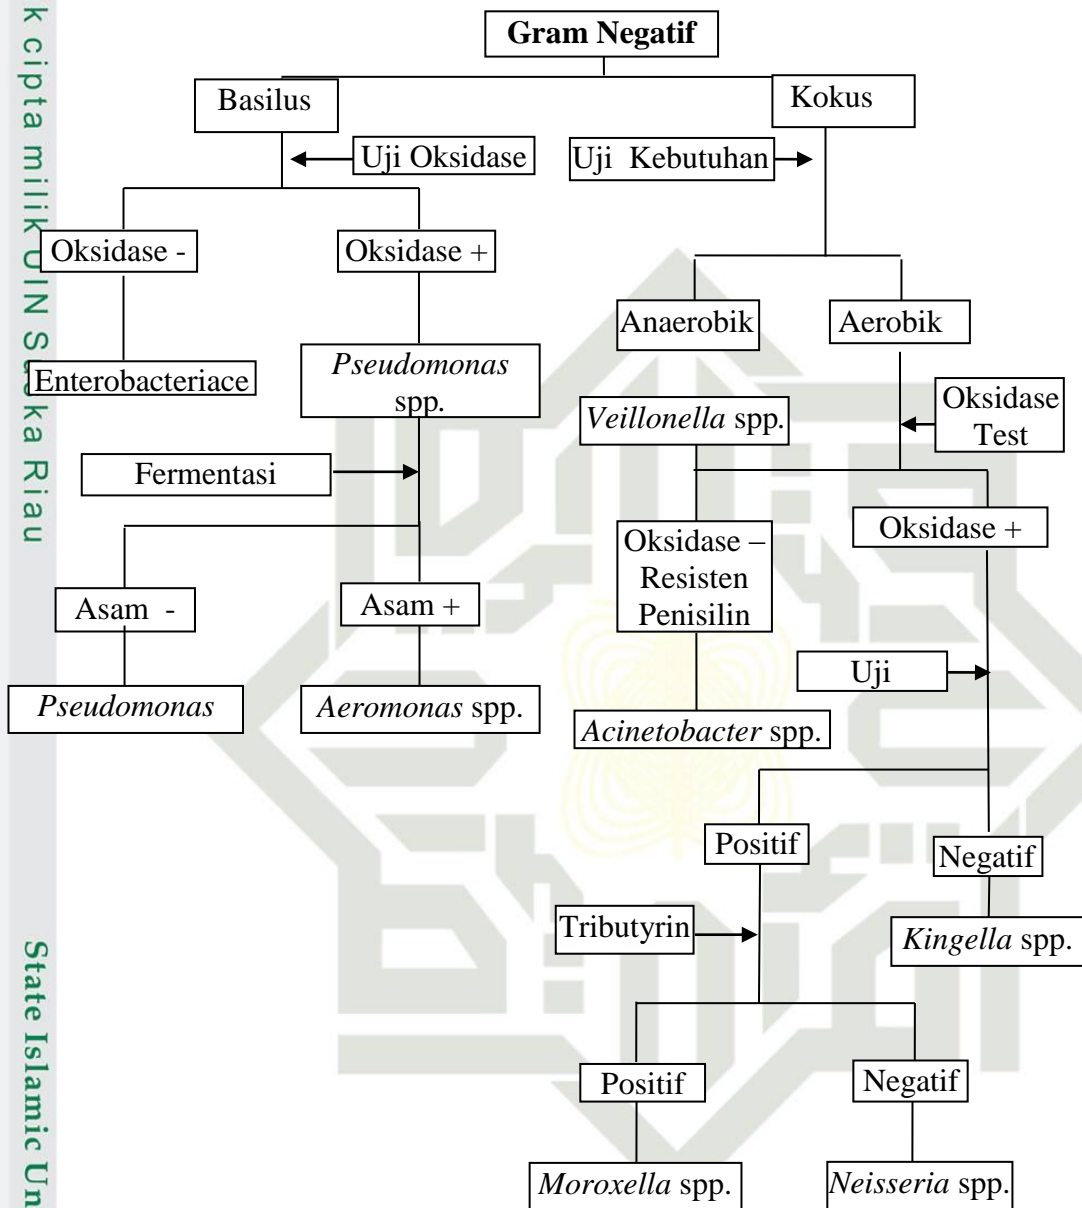 k cipta milik UIN Suska Riau
State Islamic Un
Gram Negatif
Basilus
Kokus
Uji Oksidase
Uji Kebutuhan
Oksidase -
Oksidase +
Anaerobik
Aerobik
Enterobacteriace
Pseudomonas
spp.
Veillonella spp.
Oksidase
Test
Fermentasi
Oksidase –
Resisten
Penisilin
Oksidase +
Asam -
Asam +
Uji
Pseudomonas
Aeromonas spp.
Acinetobacter spp.
Positif
Negatif
Tributyrin
Kingella spp.
Positif
Negatif
Moroxella spp.
Neisseria spp.